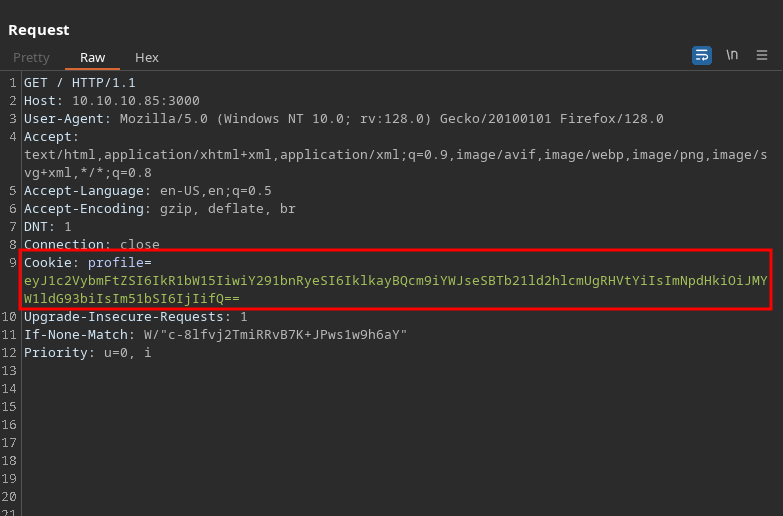 Request
Pretty Raw Hex
\n
1 GET / HTTP/1.1
2 Host: 10.10.10.85:3000
3 User-Agent: Mozilla/5.0 (Windows NT 10.0; rv:128.0) Gecko/20100101 Firefox/128.0
4 Accept:
text/html,application/xhtml+xml,application/xml;q=0.9,image/avif,image/webp,image/png,image/s
vg+xml,*/*;q=0.8
5 Accept-Language: en-US,en;q=0.5
6 Accept-Encoding: gzip, deflate, br
7 DNT: 1
8 Connection: close
9 Cookie: profile=
eyJ1c2VybmFtZSI6IkR1bW15IiwiY291bnRyeSI6IklkayBQcm9iYWJseSBTb21ld2hlcmUgRHVtYiIsImNpdHkiOiJMY
W1ldG93biIsIm51bSI6IjIifQ==
10 Upgrade-Insecure-Requests: 1
11 If-None-Match: W/"c-8lfvj2TmiRRvB7K+JPws1w9h6aY"
12 Priority: u=0, i
13
14
15
16
17
18
19
20
21